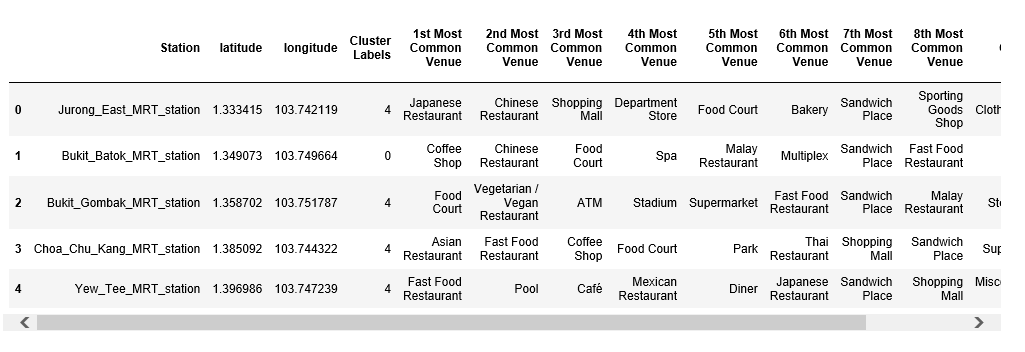 Station latitude longitude Cluster Labels 1st Most Common Venue 2nd Most Common Venue 3rd Most Common Venue 4th Most Common Venue 5th Most Common Venue 6th Most Common Venue 7th Most Common Venue 8th Most Common Venue
0 Jurong_East_MRT_station 1.333415 103.742119 4 Japanese Restaurant Chinese Restaurant Shopping Mall Department Store Food Court Bakery Sandwich Place Sporting Goods Shop Cloth
1 Bukit_Batok_MRT_station 1.349073 103.749664 0 Coffee Shop Chinese Restaurant Food Court Spa Malay Restaurant Multiplex Sandwich Place Fast Food Restaurant
2 Bukit_Gombak_MRT_station 1.358702 103.751787 4 Food Court Vegetarian / Vegan Restaurant ATM Stadium Supermarket Fast Food Restaurant Sandwich Place Malay Restaurant Ste
3 Choa_Chu_Kang_MRT_station 1.385092 103.744322 4 Asian Restaurant Fast Food Restaurant Coffee Shop Food Court Park Thai Restaurant Shopping Mall Sandwich Place Sup
4 Yew_Tee_MRT_station 1.396986 103.747239 4 Fast Food Restaurant Pool Café Mexican Restaurant Diner Japanese Restaurant Sandwich Place Shopping Mall Misc